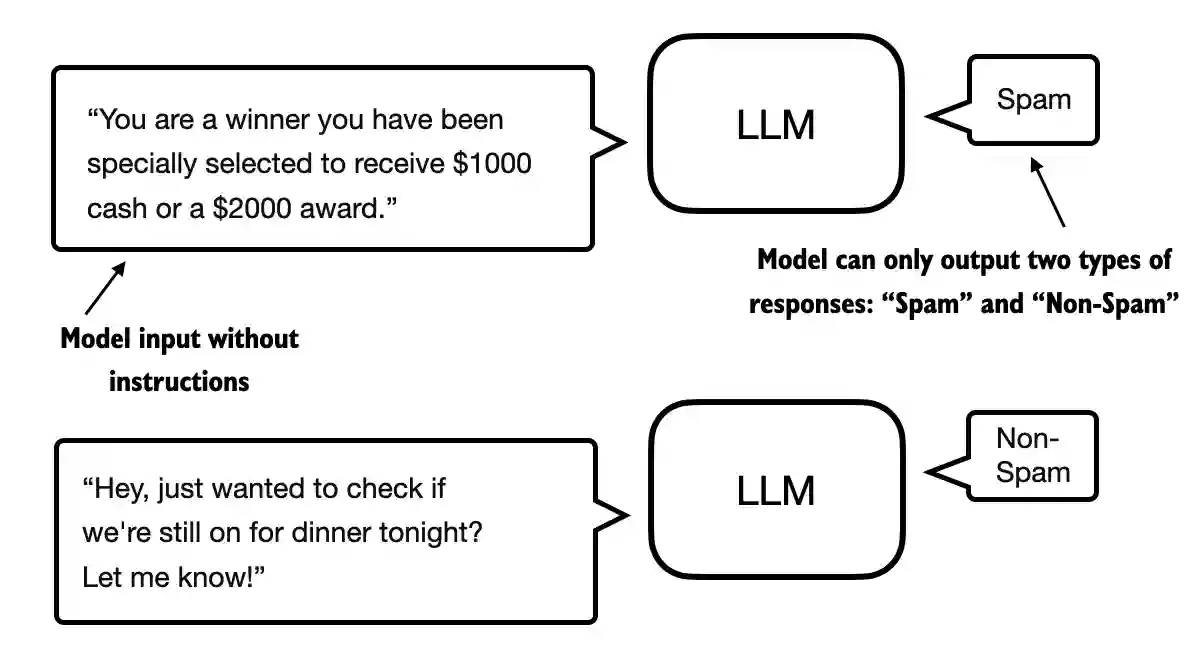 “You are a winner you have been
specially selected to receive $1000
cash or a $2000 award.”
LLM
Spam
Model input without
instructions
Model can only output two types of
responses: “Spam” and “Non-Spam”
“Hey, just wanted to check if
we're still on for dinner tonight?
Let me know!”
LLM
Non-
Spam